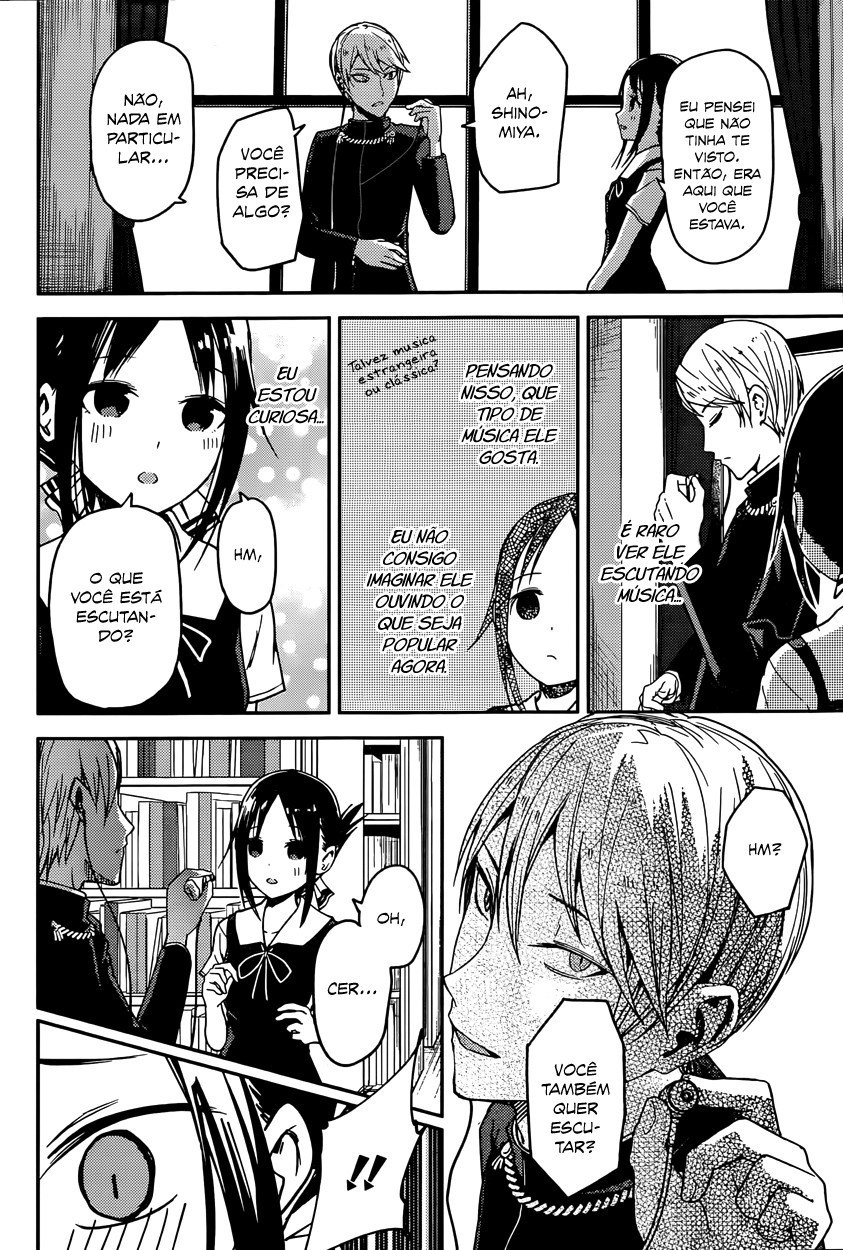 EU PENSEI
QUE NÃO
TINHA TE
VISTO.
ENTÃO, ERA
AQUI QUE
VOCÊ
ESTAVA.
AH,
SHINO-
MIYA.
VOCÊ
PRECI-
SA DE
ALGO?
NÃO,
NADA EM
PARTICU-
LAR...
É RARO
VER ELE
ESCUTANDO
MÚSICA...
PENSANDO
NISSO, QUE
TIPO DE
MÚSICA ELE
GOSTA.
Talvez musica
estrangeira
ou clássica?
EU NÃO
CONSIGO
IMAGINAR ELE
OUVINDO O
QUE SEJA
POPULAR
AGORA.
EU
ESTOU
CURIOSA...
HM,
O QUE
VOCÊ ESTÁ
ESCUTAN-
DO?
HM?
VOCÊ
TAMBÉM
QUER
ESCU-
TAR?
OH,
CER...
!!